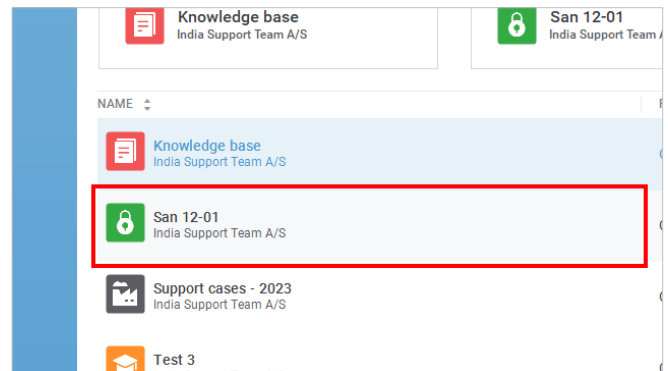 Knowledge base
India Support Team A/S
San 12-01
India Support Team
NAME
Knowledge base
India Support Team A/S
San 12-01
India Support Team A/S
Support cases - 2023
India Support Team A/S
Test 3